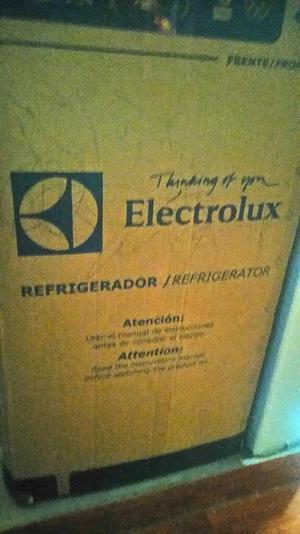 FRENTE/FRO
Thinking of you
Electrolux
REFRIGERADOR / REFRIGERATOR
Atención:
Leer el manual de instrucciones
antes de conectar el equipo.
Attention:
Read the instructions manual
before switching the product on.